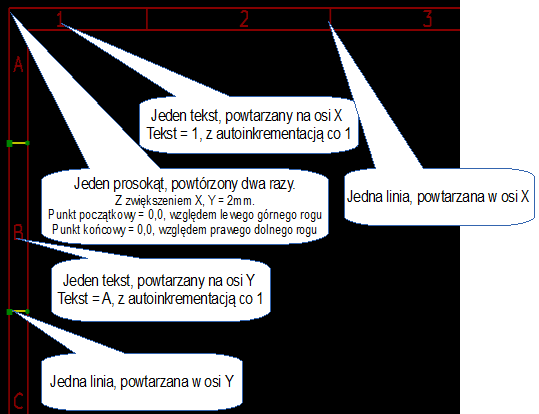 1
2
3
A
Jeden tekst, powtarzany na osi X
Tekst = 1, z autoinkrementacją co 1
Jeden prosokąt, powtórzony dwa razy.
Z zwiększeniem X, Y = 2mm.
Punkt początkowy = 0,0, względem lewego górnego rogu
Punkt końcowy = 0,0, względem prawego dolnego rogu
Jedna linia, powtarzana w osi X
B
Jeden tekst, powtarzany na osi Y
Tekst = A, z autoinkrementacją co 1
Jedna linia, powtarzana w osi Y
C